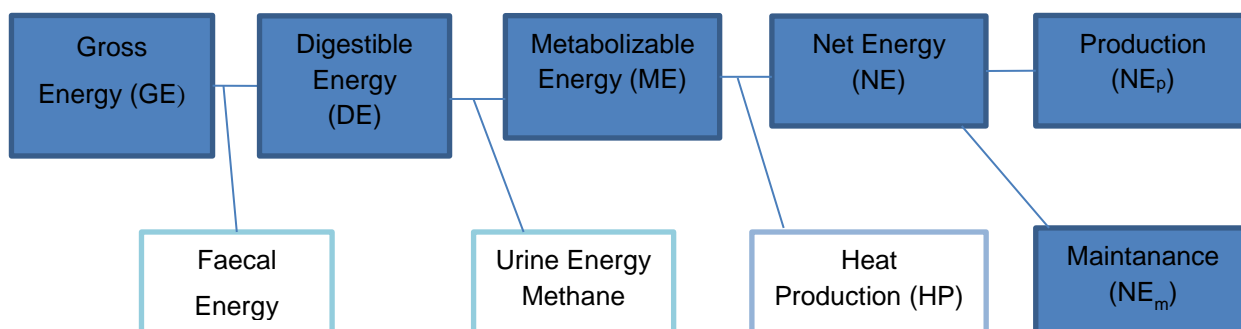 Gross
Energy (GE)
Digestible
Energy
(DE)
Metabolizable
Energy (ME)
Net Energy
(NE)
Production
(NEp)
Faecal
Energy
Urine Energy
Methane
Heat
Production (HP)
Maintanance
(NEm)